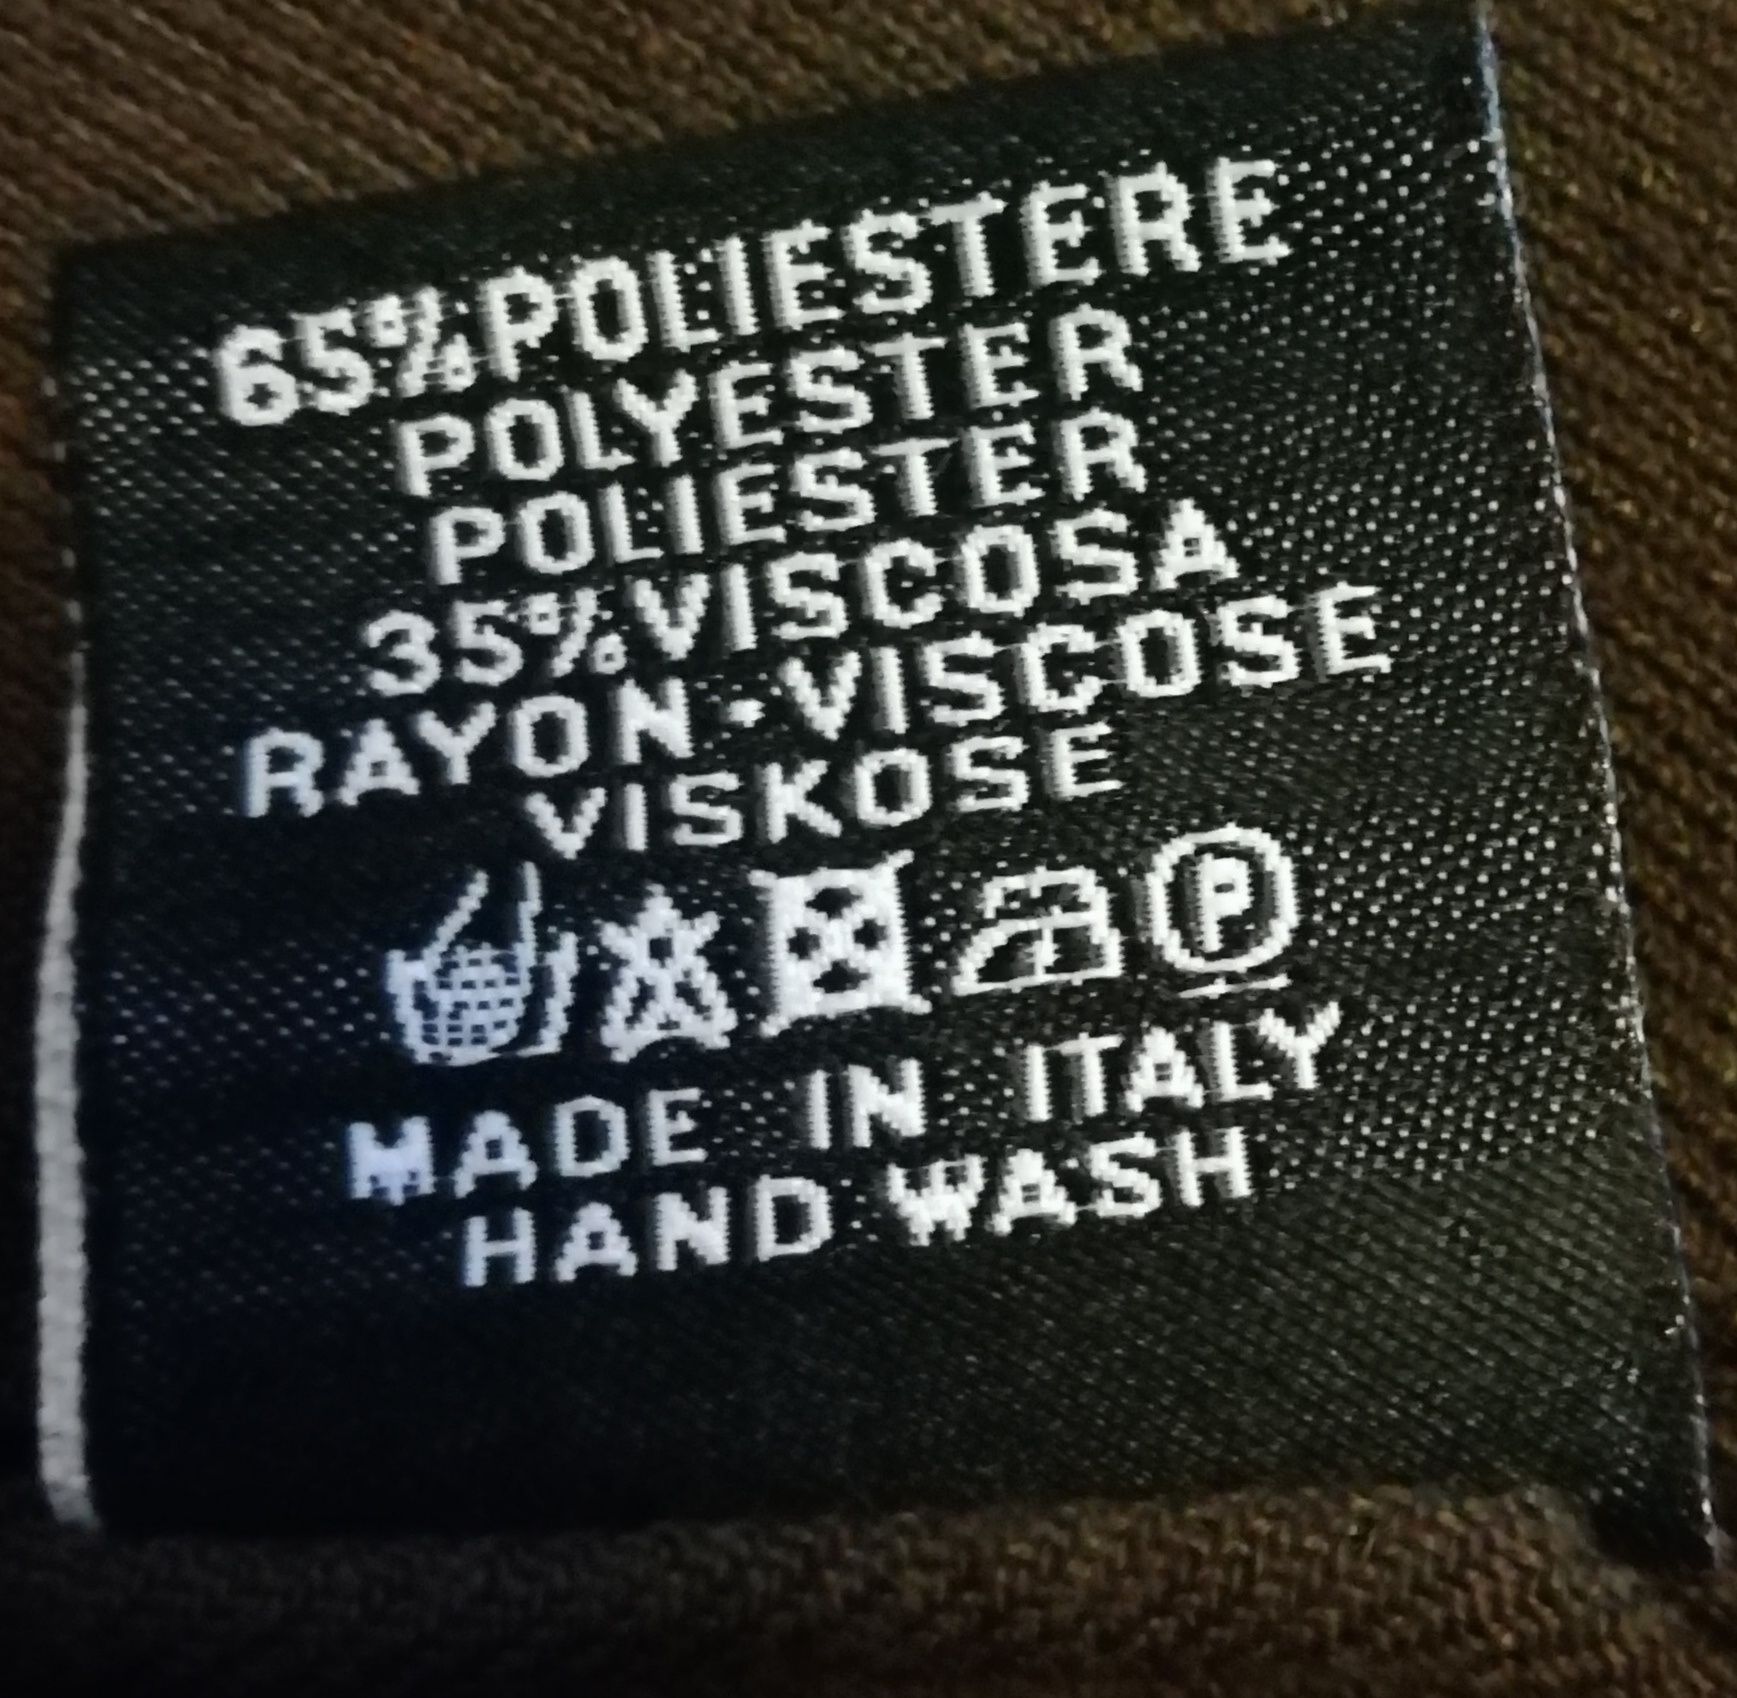 65%POLIESTERE
POLYESTER
POLIESTER
35%VISCOSA
RAYON-VISCOSE
VISKOSE
P
MADE IN ITALY
HAND WASH